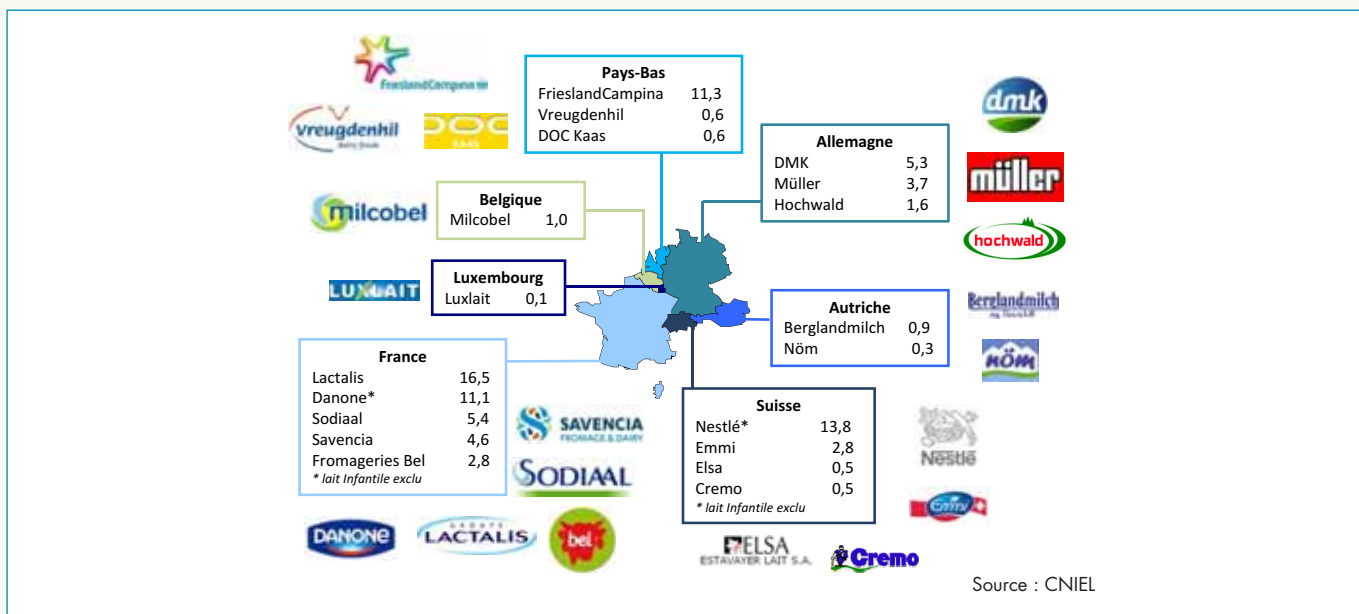 FrieslandCampina
Vreugdenhil
DOC
KAAS
Pays-Bas
FrieslandCampina 11,3
Vreugdenhil 0,6
DOC Kaas 0,6
dmk
Allemagne
DMK 5,3
Müller 3,7
Hochwald 1,6
müller
hochwald
milcobel
Belgique
Milcobel 1,0
LUXLAIT
Luxembourg
Luxlait 0,1
Autriche
Berglandmilch 0,9
Nöm 0,3
Berglandmilch
nöm
France
Lactalis 16,5
Danone* 11,1
Sodiaal 5,4
Savencia 4,6
Fromageries Bel 2,8
* lait Infantile exclu
SAVENCIA
FROMAGE & DAIRY
SODIAAL
Suisse
Nestlé* 13,8
Emmi 2,8
Elsa 0,5
Cremo 0,5
* lait Infantile exclu
Nestlé
Emmi
DANONE
GROUPE
LACTALIS
bel
ELSA
ESTAVAYER LAIT S.A.
Cremo
Source : CNIEL